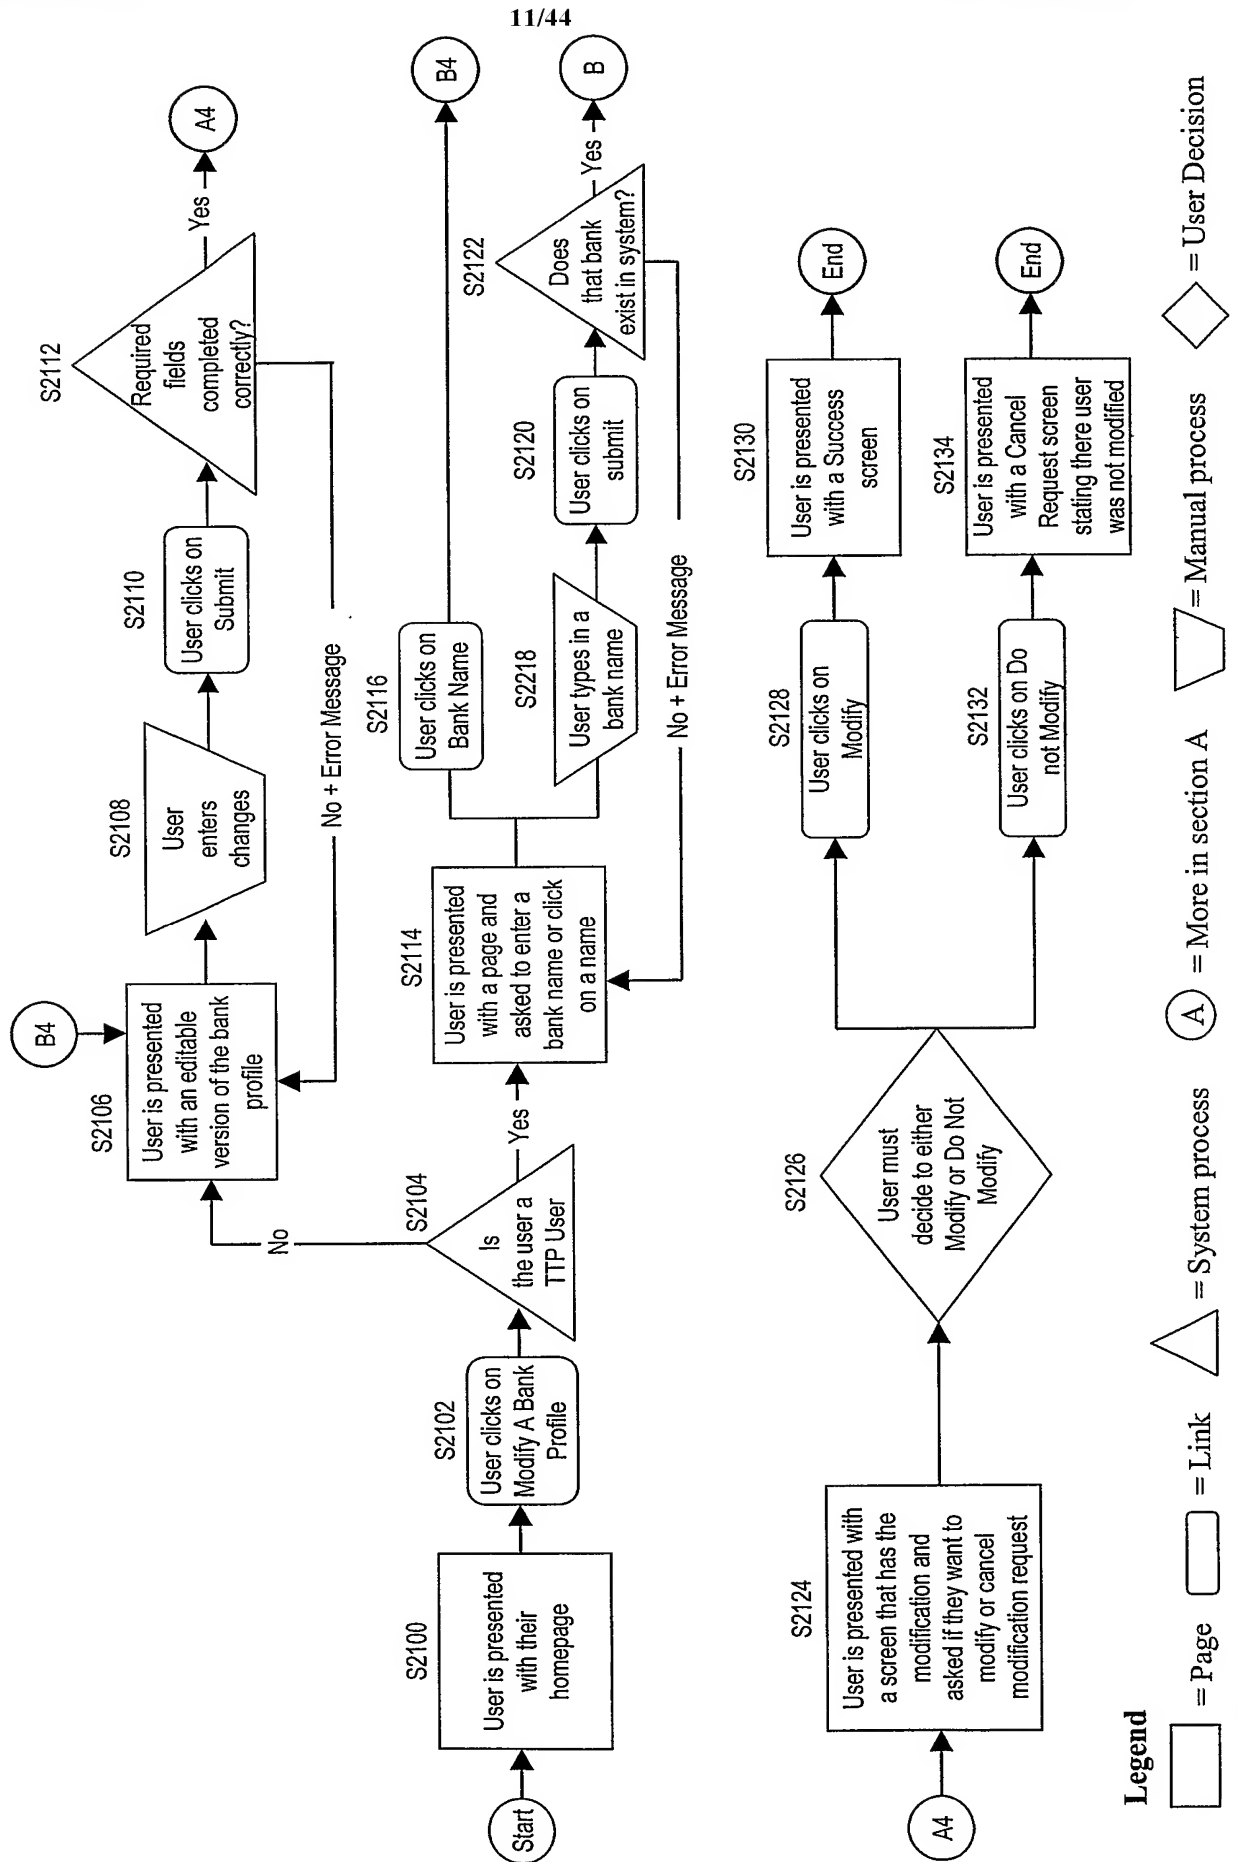 11/44
Start
S2100
User is presented
with their
homepage
S2102
User clicks on
Modify A Bank
Profile
S2104
Is
the user a
TTP User
No
Yes
B4
S2106
User is presented
with an editable
version of the bank
profile
S2108
User
enters
changes
S2110
User clicks on
Submit
S2112
Required
fields
completed
correctly?
Yes
A4
No + Error Message
S2114
User is presented
with a page and
asked to enter a
bank name or click
on a name
S2116
User clicks on
Bank Name
B4
S2218
User types in a
bank name
S2120
User clicks on
submit
S2122
Does
that bank
exist in system?
Yes
B
No + Error Message
A4
S2124
User is presented with
a screen that has the
modification and
asked if they want to
modify or cancel
modification request
S2126
User must
decide to either
Modify or Do Not
Modify
S2128
User clicks on
Modify
S2130
User is presented
with a Success
screen
End
S2132
User clicks on Do
not Modify
S2134
User is presented
with a Cancel
Request screen
stating there user
was not modified
End
Legend
= Page
= Link
= System process
A
= More in section A
= Manual process
= User Decision